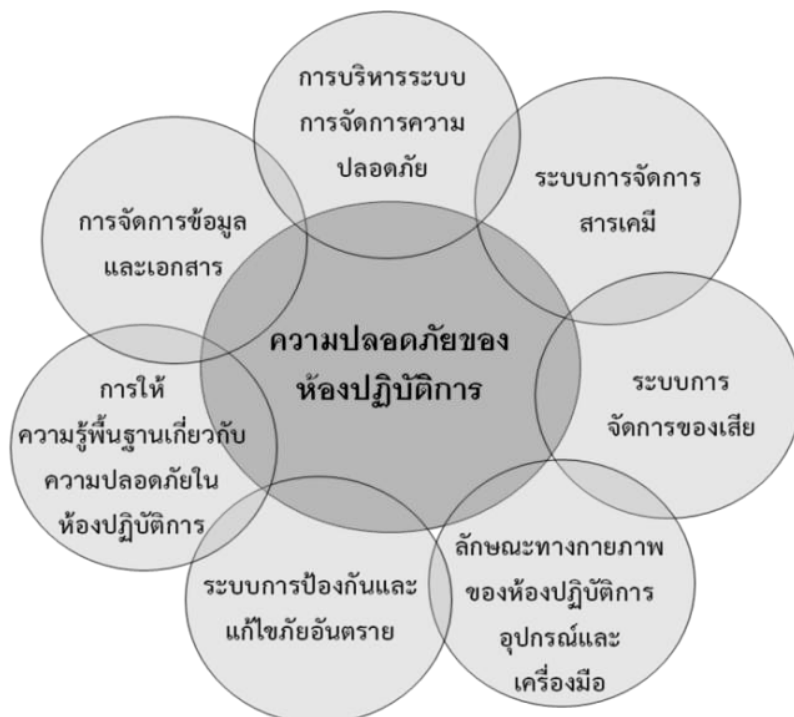 การบริหารระบบ
การจัดการความ
ปลอดภัย
ระบบการจัดการ
สารเคมี
การจัดการข้อมูล
และเอกสาร
ความปลอดภัยของ
ห้องปฏิบัติการ
ระบบการ
จัดการของเสีย
การให้
ความรู้พื้นฐานเกี่ยวกับ
ความปลอดภัยใน
ห้องปฏิบัติการ
ลักษณะทางกายภาพ
ของห้องปฏิบัติการ
อุปกรณ์และ
เครื่องมือ
ระบบการป้องกันและ
แก้ไขภัยอันตราย